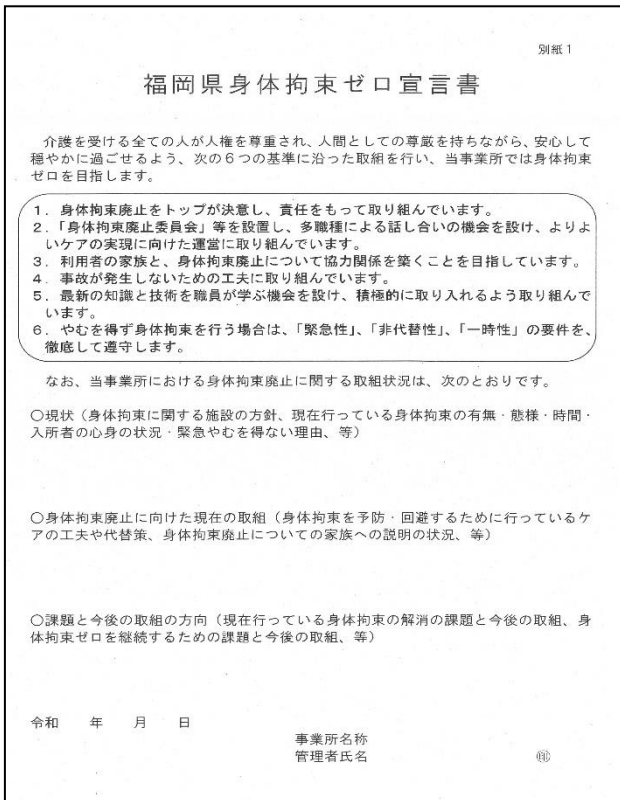 別紙1
福岡県身体拘束ゼロ宣言書
介護を受ける全ての人が人権を尊重され、人間としての尊厳を持ちながら、安心して
穏やかに過ごせるよう、次の6つの基準に沿った取組を行い、当事業所では身体拘束
ゼロを目指します。
1．身体拘束廃止をトップが決意し、責任をもって取り組んでいます。
2．「身体拘束廃止委員会」等を設置し、多職種による話し合いの機会を設け、よりよ
いケアの実現に向けた運営に取り組んでいます。
3．利用者の家族と、身体拘束廃止について協力関係を築くことを目指しています。
4．事故が発生しないための工夫に取り組んでいます。
5．最新の知識と技術を職員が学ぶ機会を設け、積極的に取り入れるよう取り組んで
います。
6．やむを得ず身体拘束を行う場合は、「緊急性」、「非代替性」、「一時性」の要件を、
徹底して遵守します。
なお、当事業所における身体拘束廃止に関する取組状況は、次のとおりです。
○現状（身体拘束に関する施設の方針、現在行っている身体拘束の有無・態様・時間・
入所者の心身の状況・緊急やむを得ない理由、等）
○身体拘束廃止に向けた現在の取組（身体拘束を予防・回避するために行っているケ
アの工夫や代替策、身体拘束廃止についての家族への説明の状況、等）
○課題と今後の取組の方向（現在行っている身体拘束の解消の課題と今後の取組、身
体拘束ゼロを継続するための課題と今後の取組、等）
令和　　年　　月　　日
事業所名称
管理者氏名　　　　　㊞